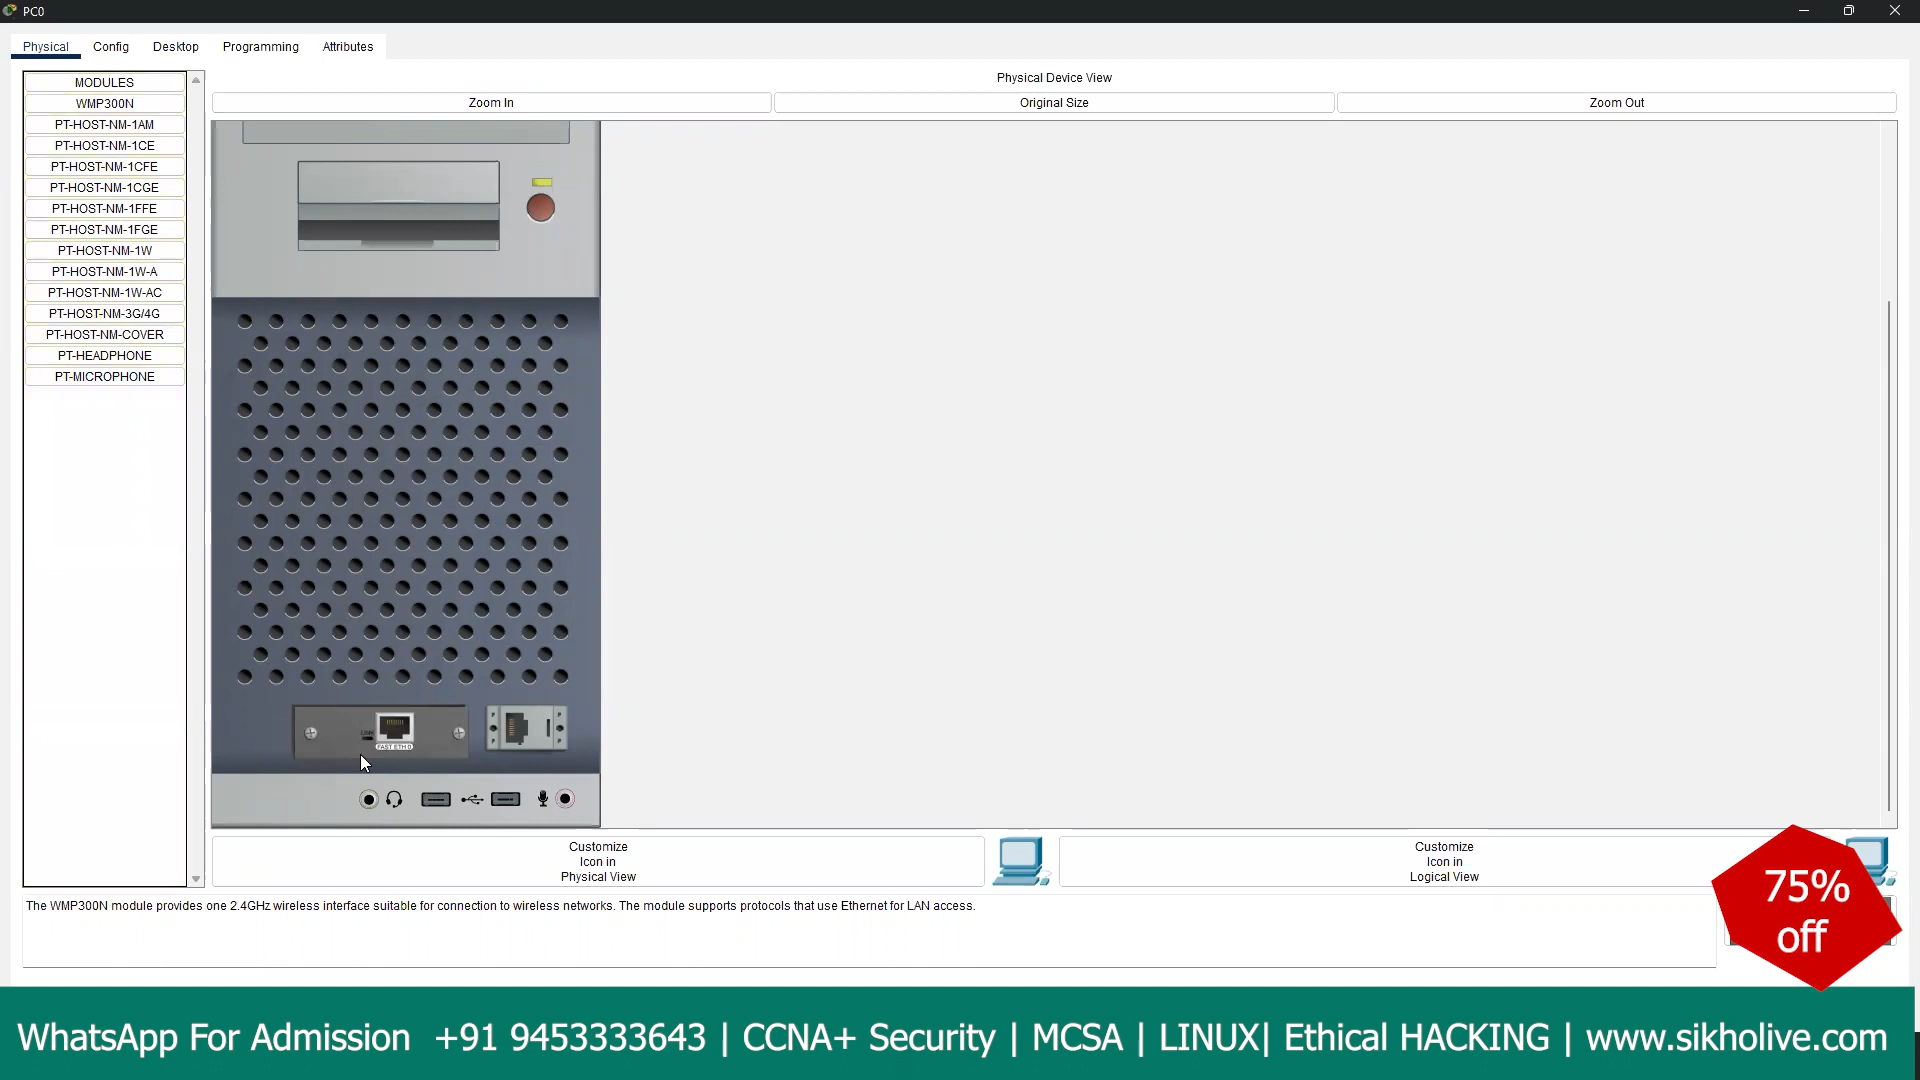 PC0
Physical Config Desktop Programming Attributes
MODULES
WMP300N
PT-HOST-NM-1AM
PT-HOST-NM-1CE
PT-HOST-NM-1CFE
PT-HOST-NM-1CGE
PT-HOST-NM-1FFE
PT-HOST-NM-1FGE
PT-HOST-NM-1W
PT-HOST-NM-1W-A
PT-HOST-NM-1W-AC
PT-HOST-NM-3G/4G
PT-HOST-NM-COVER
PT-HEADPHONE
PT-MICROPHONE
Physical Device View
Zoom In
Original Size
Zoom Out
LINK
FAST ETH 0
Customize
Icon in
Physical View
Customize
Icon in
Logical View
The WMP300N module provides one 2.4GHz wireless interface suitable for connection to wireless networks. The module supports protocols that use Ethernet for LAN access.
75%
off
WhatsApp For Admission +91 9453333643 | CCNA+ Security | MCSA | LINUX| Ethical HACKING | www.sikholive.com